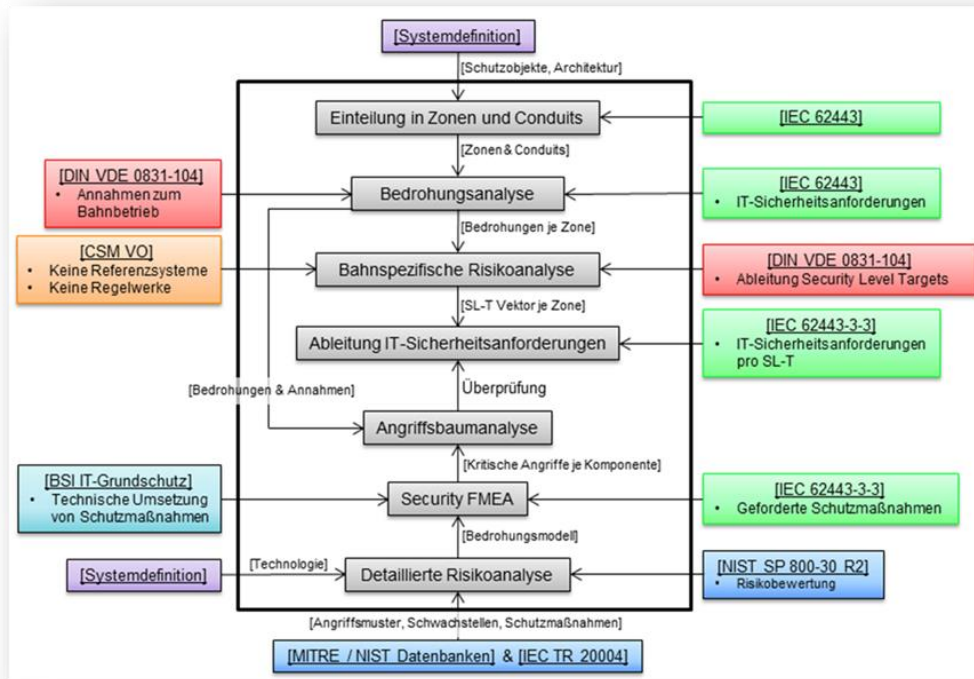 [Systemdefinition]
[Schutzobjekte, Architektur]
Einteilung in Zonen und Conduits
[IEC 62443]
[Zonen & Conduits]
[DIN VDE 0831-104]
• Annahmen zum
Bahnbetrieb
Bedrohungsanalyse
[IEC 62443]
• IT-Sicherheitsanforderungen
[Bedrohungen je Zone]
[CSM VO]
• Keine Referenzsysteme
• Keine Regelwerke
Bahnspezifische Risikoanalyse
[DIN VDE 0831-104]
• Ableitung Security Level Targets
[SL-T Vektor je Zone]
Ableitung IT-Sicherheitsanforderungen
[IEC 62443-3-3]
• IT-Sicherheitsanforderungen
pro SL-T
[Bedrohungen & Annahmen]
Überprüfung
Angriffsbaumanalyse
[Kritische Angriffe je Komponente]
[BSI IT-Grundschutz]
• Technische Umsetzung
von Schutzmaßnahmen
Security FMEA
[IEC 62443-3-3]
• Geforderte Schutzmaßnahmen
[Bedrohungsmodell]
[Systemdefinition]
[Technologie]
Detaillierte Risikoanalyse
[NIST SP 800-30 R2]
• Risikobewertung
[Angriffsmuster, Schwachstellen, Schutzmaßnahmen]
[MITRE / NIST Datenbanken] & [IEC TR 20004]